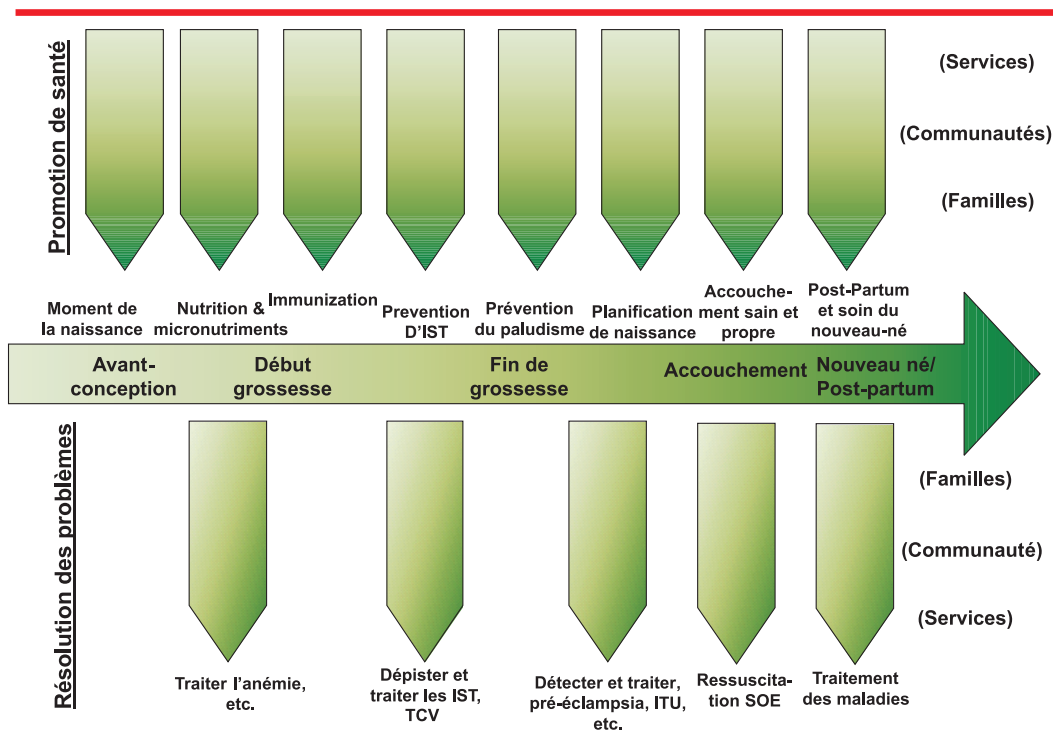 Promotion de santé
(Services)
(Communautés)
(Familles)
Moment de
la naissance
Nutrition &
micronutriments
Immunization
Prevention
D'IST
Prévention
du paludisme
Planification
de naissance
Accouche-
ment sain et
propre
Post-Partum
et soin du
nouveau-né
Avant-
conception
Début
grossesse
Fin de
grossesse
Accouchement
Nouveau né/
Post-partum
Résolution des problèmes
(Familles)
(Communauté)
(Services)
Traiter l'anémie,
etc.
Dépister et
traiter les IST,
TCV
Détecter et traiter,
pré-éclampsia, ITU,
etc.
Ressuscita-
tion SOE
Traitement
des maladies